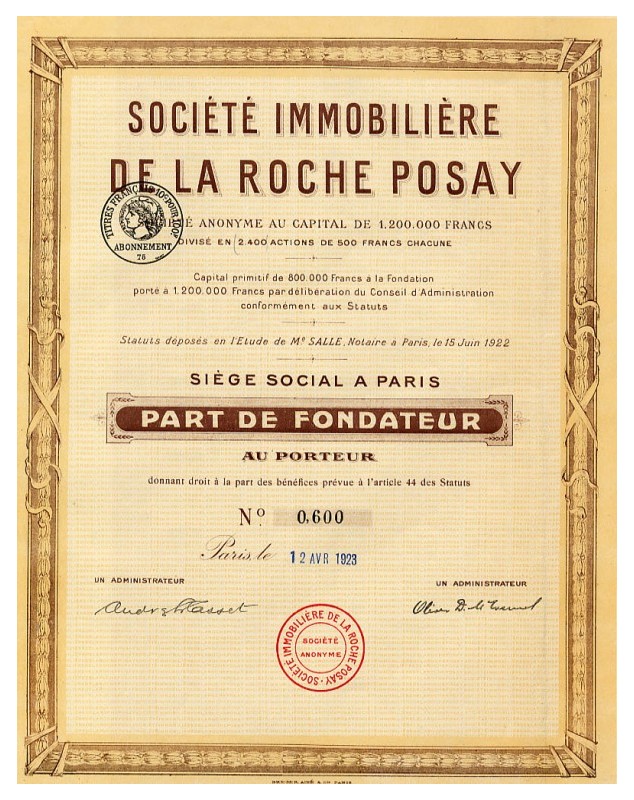 SOCIÉTÉ IMMOBILIÈRE
DE LA ROCHE POSAY
SOCIÉTÉ ANONYME AU CAPITAL DE 1.200.000 FRANCS
DIVISÉ EN 2.400 ACTIONS DE 500 FRANCS CHACUNE
TITRES FRANÇAIS
ABONNEMENT
76
Capital primitif de 800.000 Francs à la Fondation
porté à 1.200.000 Francs par délibération du Conseil d'Administration
conformément aux Statuts
Statuts déposés en l'Etude de Me SALLE, Notaire à Paris, le 15 Juin 1922
SIÈGE SOCIAL A PARIS
PART DE FONDATEUR
AU PORTEUR
donnant droit à la part des bénéfices prévue à l'article 44 des Statuts
No. 0,600
Paris, le 12 AVR 1923
UN ADMINISTRATEUR
UN ADMINISTRATEUR
SOCIÉTÉ IMMOBILIÈRE DE LA ROCHE POSAY
SOCIÉTÉ
ANONYME